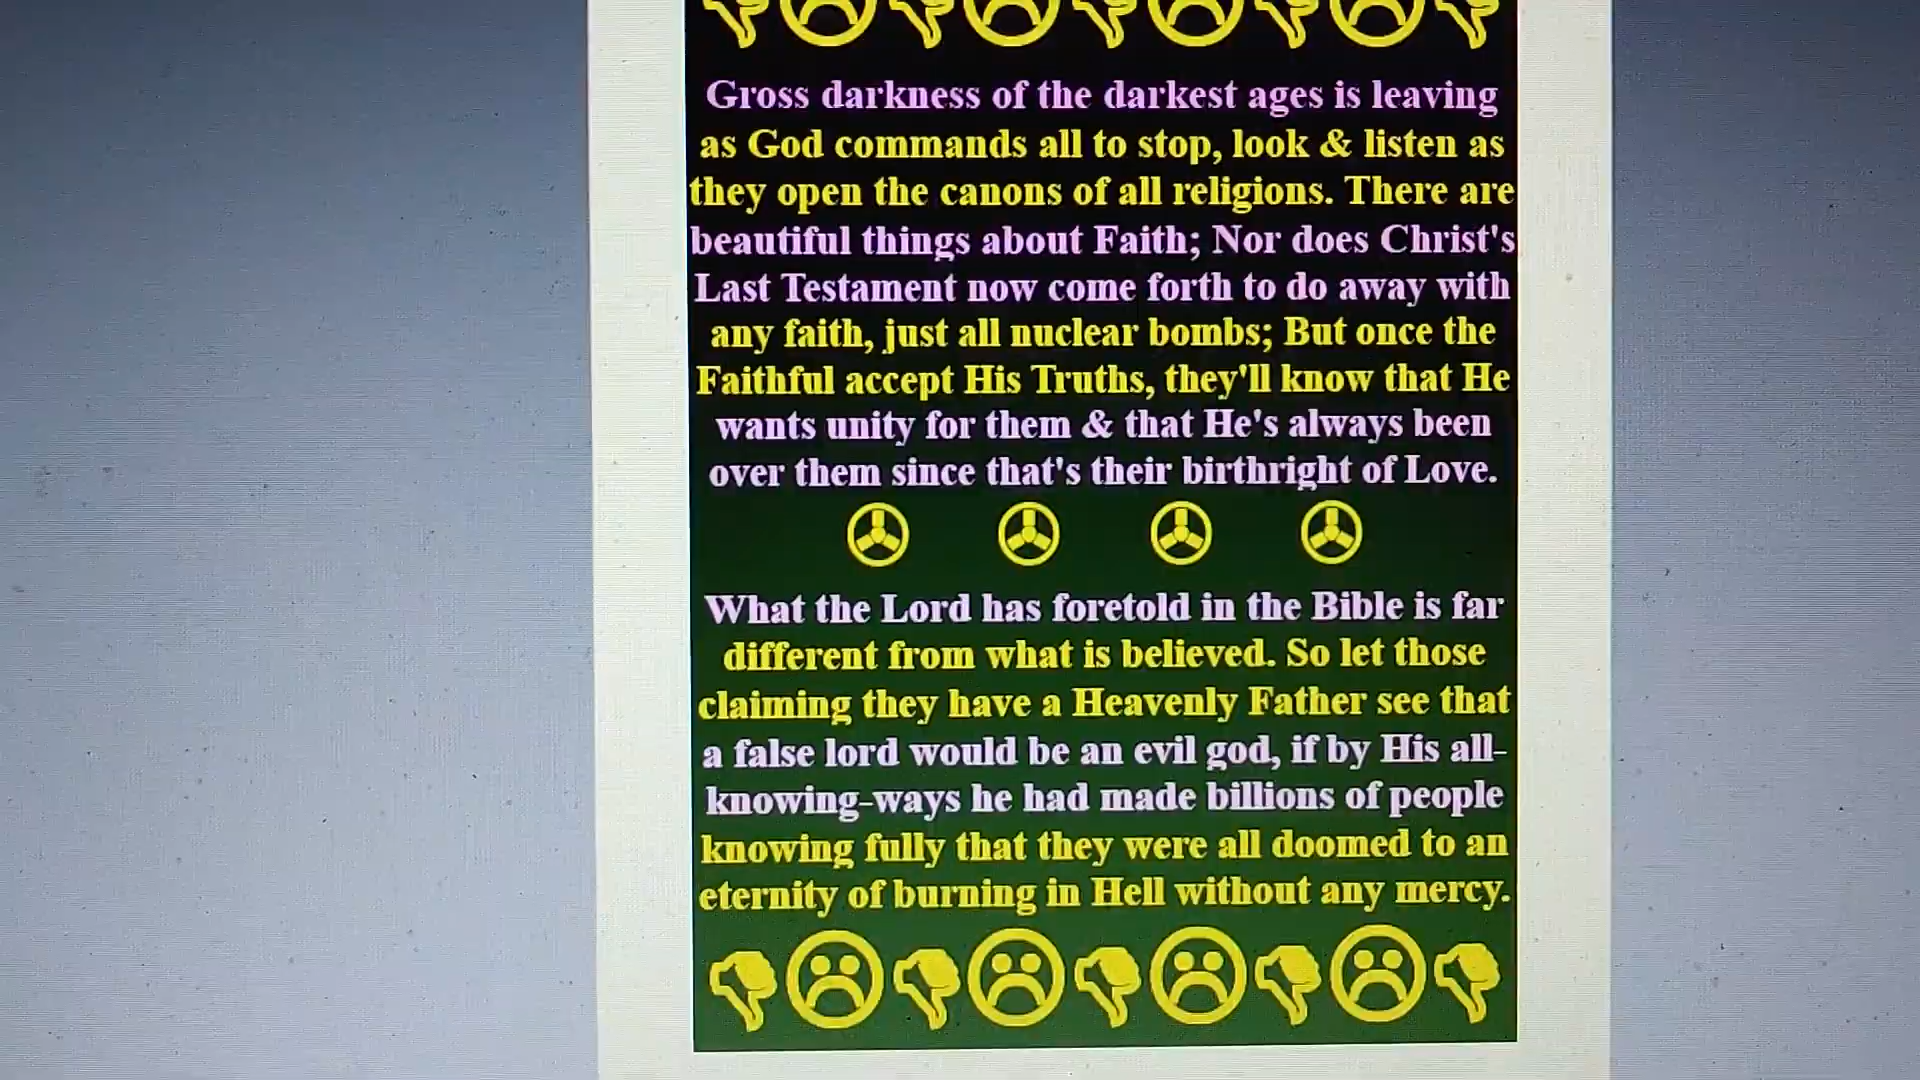 Gross darkness of the darkest ages is leaving
as God commands all to stop, look & listen as
they open the canons of all religions. There are
beautiful things about Faith; Nor does Christ's
Last Testament now come forth to do away with
any faith, just all nuclear bombs; But once the
Faithful accept His Truths, they'll know that He
wants unity for them & that He's always been
over them since that's their birthright of Love.
What the Lord has foretold in the Bible is far
different from what is believed. So let those
claiming they have a Heavenly Father see that
a false lord would be an evil god, if by His all-
knowing-ways he had made billions of people
knowing fully that they were all doomed to an
eternity of burning in Hell without any mercy.